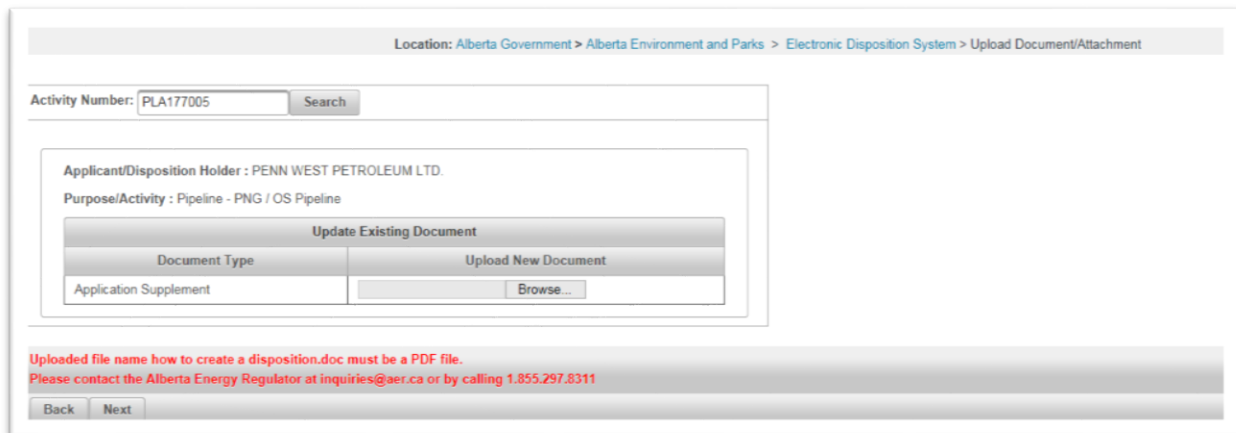 Location: Alberta Government > Alberta Environment and Parks > Electronic Disposition System > Upload Document/Attachment
Activity Number: PLA177005 Search
Applicant/Disposition Holder : PENN WEST PETROLEUM LTD.
Purpose/Activity : Pipeline - PNG / OS Pipeline
Update Existing Document
Document Type Upload New Document
Application Supplement Browse...
Uploaded file name how to create a disposition.doc must be a PDF file.
Please contact the Alberta Energy Regulator at inquiries@aer.ca or by calling 1.855.297.8311
Back Next